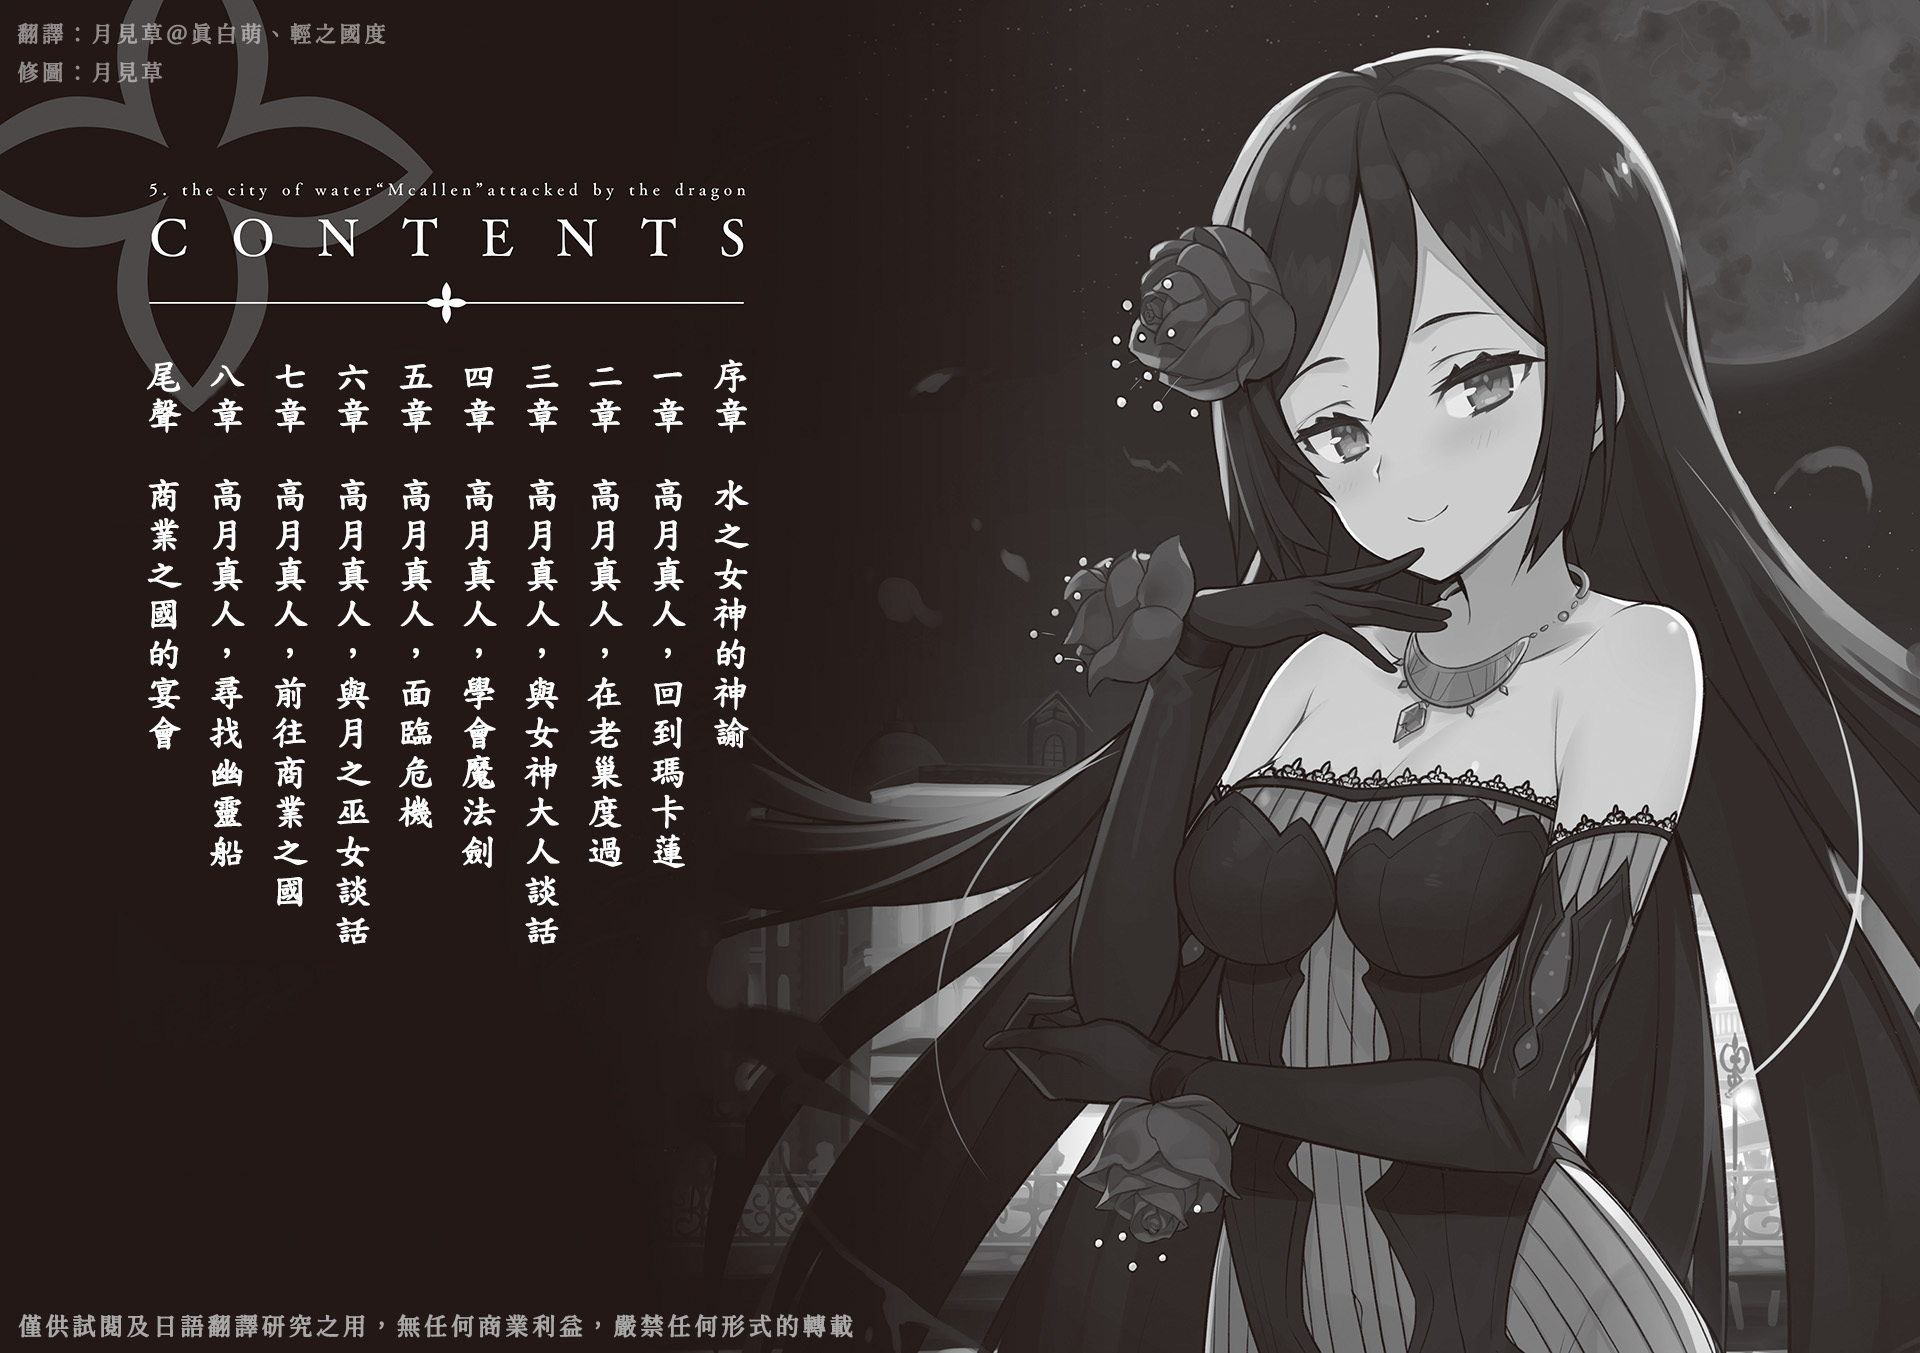 翻譯：月見草@眞白萌、輕之國度
修圖：月見草
5. the city of water“Mcallen”attacked by the dragon
CONTENTS
序章 水之女神的神諭
一章 高月真人，回到瑪卡蓮
二章 高月真人，在老巢度過
三章 高月真人，與女神大人談話
四章 高月真人，學會魔法劍
五章 高月真人，面臨危機
六章 高月真人，與月之巫女談話
七章 高月真人，前往商業之國
八章 高月真人，尋找幽靈船
尾聲 商業之國的宴會
僅供試閱及日語翻譯研究之用，無任何商業利益，嚴禁任何形式的轉載